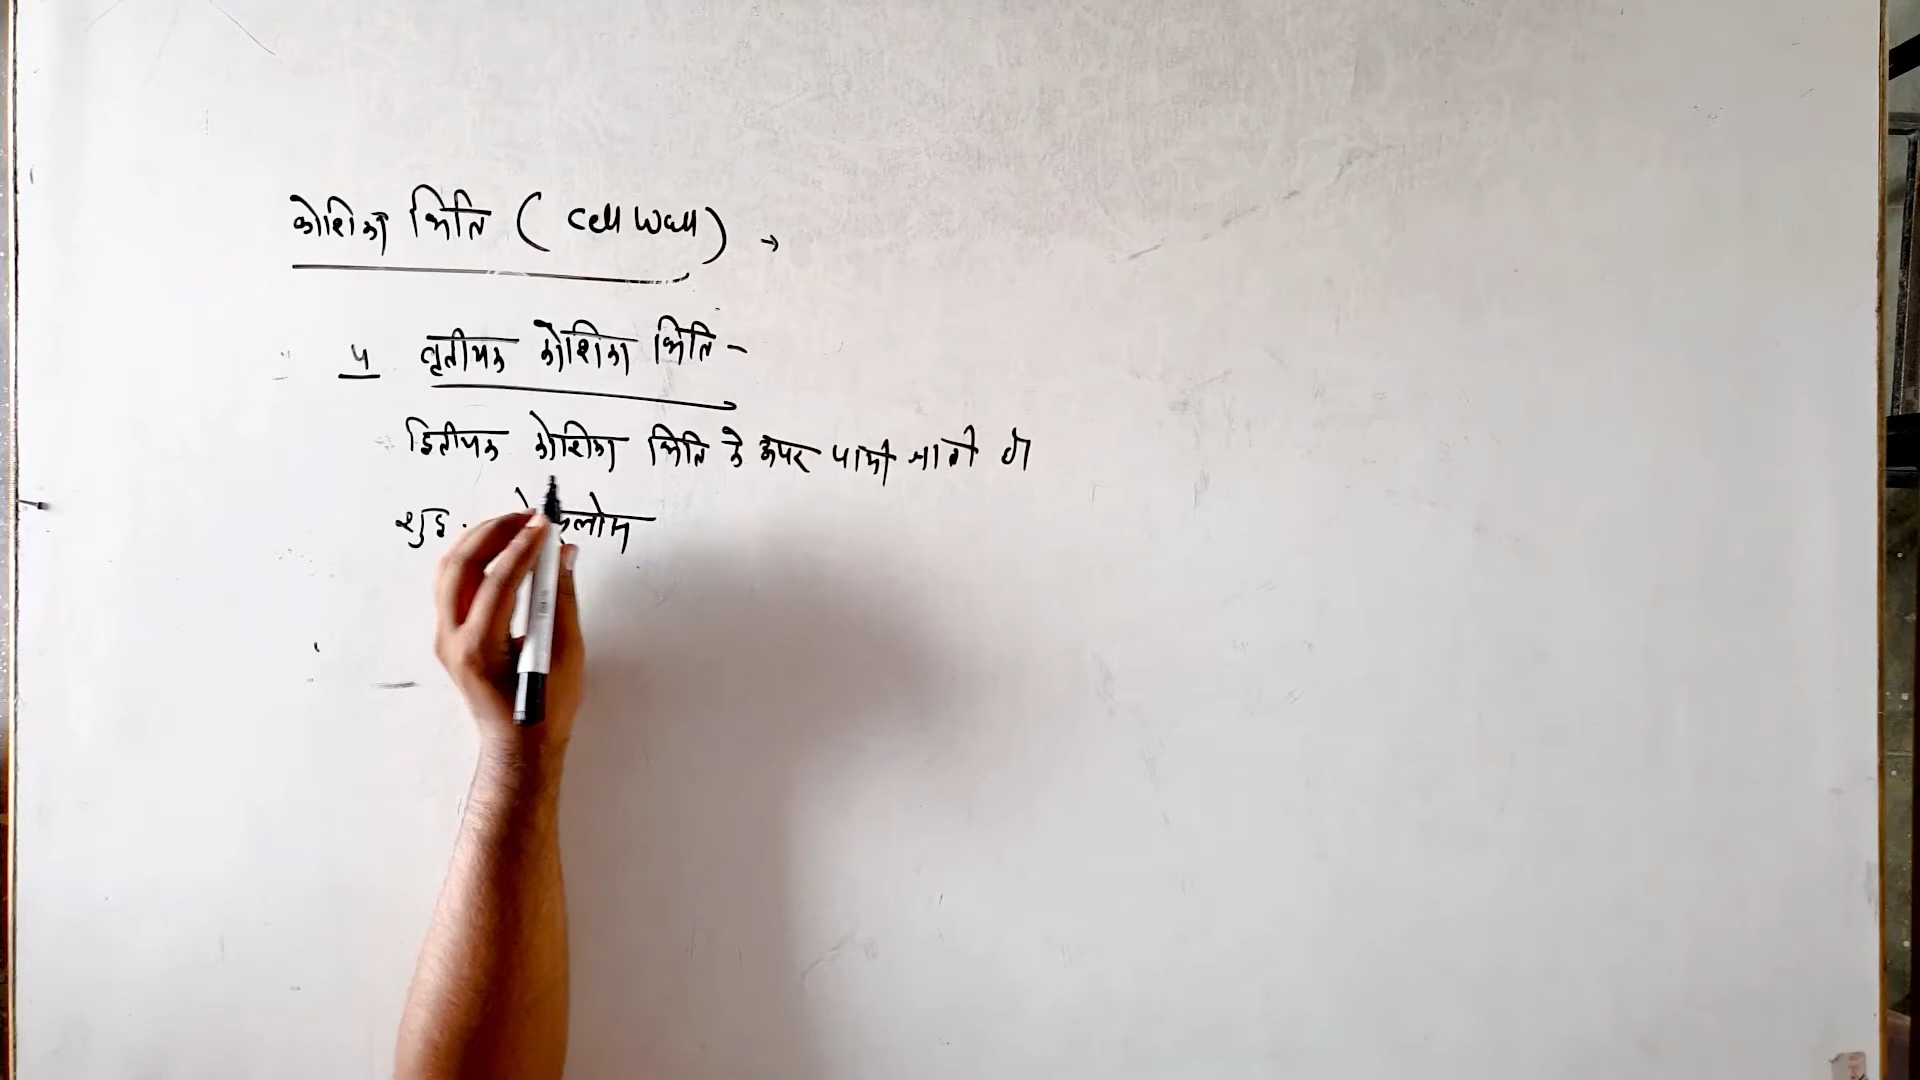 कोशिका भित्ति ( Cell Wall ) →
4 तृतीयक कोशिका भित्ति -
द्वितीयक कोशिका भित्ति के ऊपर पायी जाती है
शुद्ध